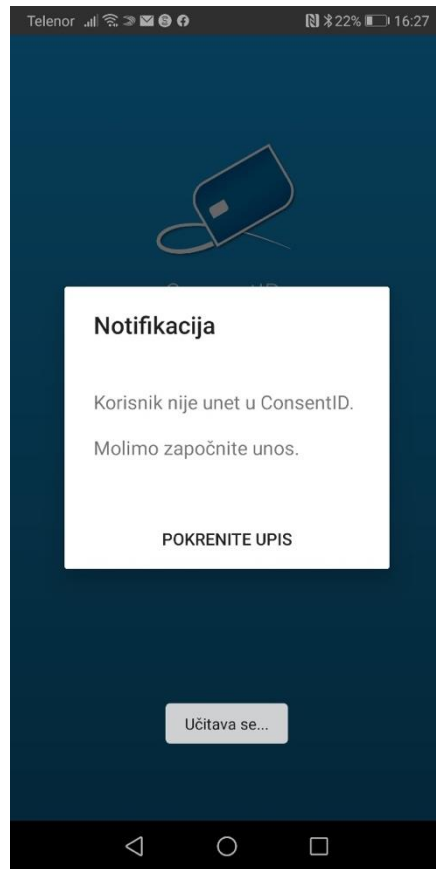 Telenor 22% 16:27
Notifikacija
Korisnik nije unet u ConsentID.
Molimo započnite unos.
POKRENITE UPIS
Učitava se...